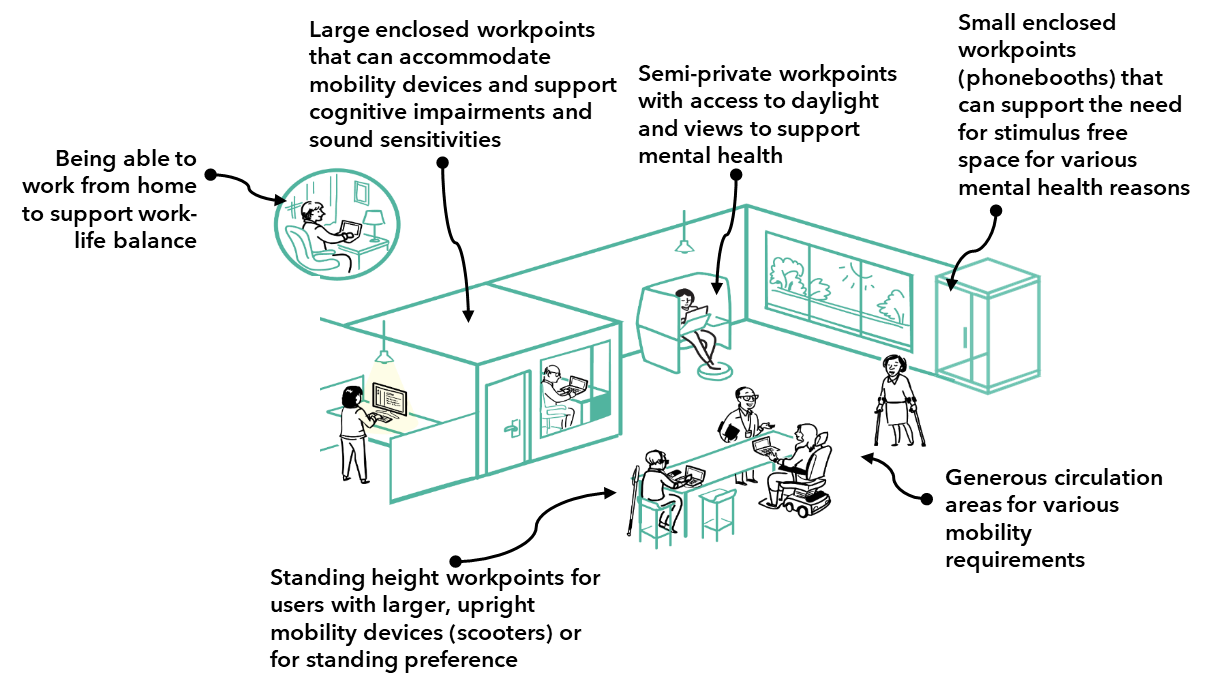 Large enclosed workpoints
that can accommodate
mobility devices and support
cognitive impairments and
sound sensitivities
Semi-private workpoints
with access to daylight
and views to support
mental health
Small enclosed
workpoints
(phonebooths) that
can support the need
for stimulus free
space for various
mental health reasons
Being able to
work from home
to support work-
life balance
Generous circulation
areas for various
mobility
requirements
Standing height workpoints for
users with larger, upright
mobility devices (scooters) or
for standing preference